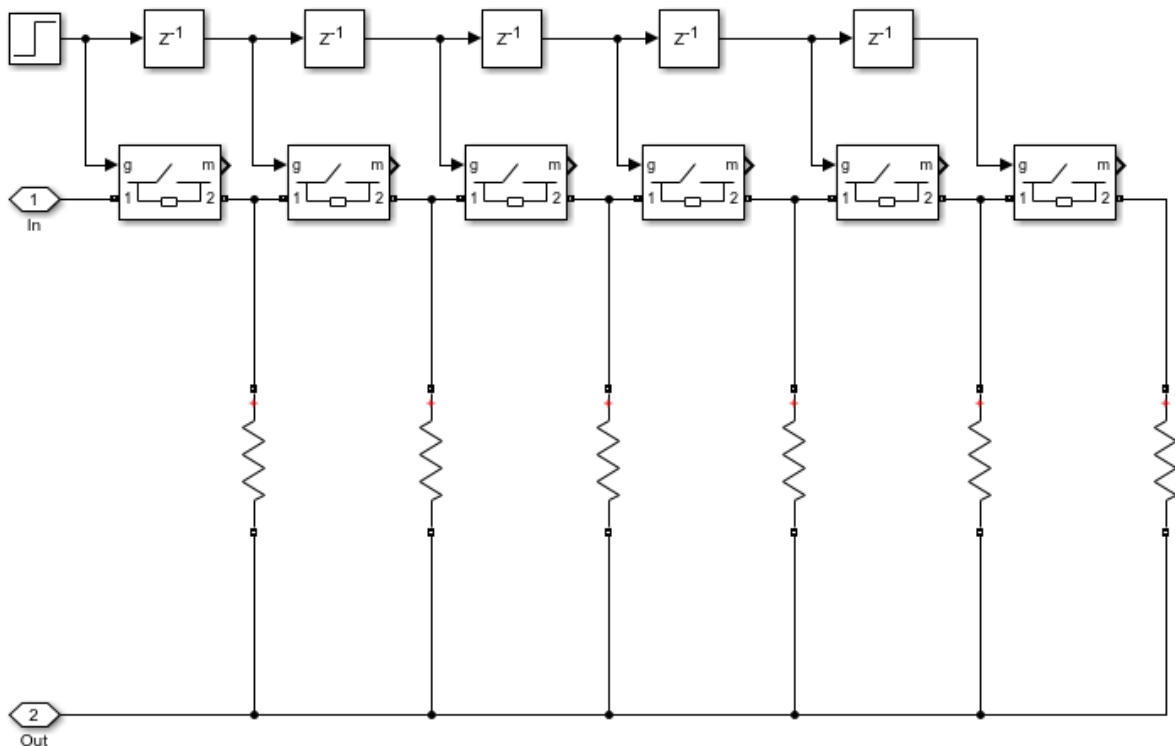 z⁻¹ z⁻¹ z⁻¹ z⁻¹ z⁻¹
g m g m g m g m g m g m
1 1 2 1 2 1 2 1 2 1 2 1 2
In
2
Out